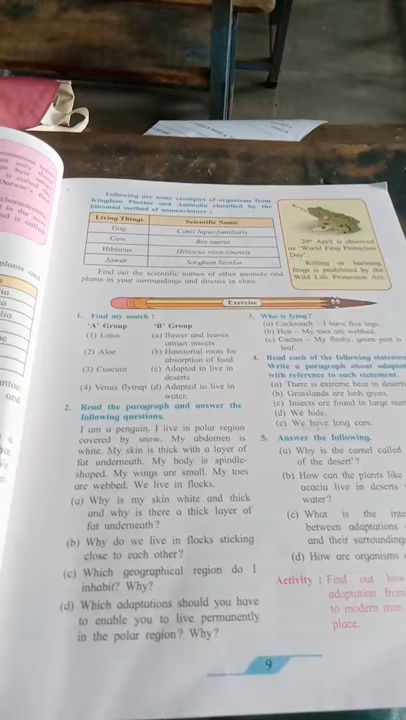 Following are some examples of organisms from
Kingdom Plantae and Animalia classified by the
binomial method of nomenclature :
Living Things Scientific Name
Dog Canis lupus familiaris
Cow Bos taurus
Hibiscus Hibiscus rosa-sinensis
Jowar Sorghum bicolor
Find out the scientific names of other animals and
plants in your surroundings and discuss in class.
20th April is observed
as 'World Frog Protection
Day'.
Killing or harming
frogs is prohibited by the
Wild Life Protection Act.
Exercise
1. Find my match !
'A' Group 'B' Group
(1) Lotus (a) flower and leaves
attract insects
(2) Aloe (b) Haustorial roots for
absorption of food
(3) Cuscuta (c) Adapted to live in
deserts
(4) Venus flytrap (d) Adapted to live in
water.
2. Read the paragraph and answer the
following questions.
I am a penguin, I live in polar region
covered by snow. My abdomen is
white. My skin is thick with a layer of
fat underneath. My body is spindle-
shaped. My wings are small. My toes
are webbed. We live in flocks.
(a) Why is my skin white and thick
and why is there a thick layer of
fat underneath?
(b) Why do we live in flocks sticking
close to each other?
(c) Which geographical region do I
inhabit? Why?
(d) Which adaptations should you have
to enable you to live permanently
in the polar region? Why?
3. Who is lying?
(a) Cockroach - I have five legs.
(b) Hen - My toes are webbed.
(c) Cactus - My fleshy, green part is
leaf.
4. Read each of the following
Write a paragraph about
with reference to each statement.
(a) There is extreme heat in
(b) Grasslands are lush green.
(c) Insects are found in large
(d) We hide.
(e) We have long ears.
5. Answer the following.
(a) Why is the camel called
of the desert'?
(b) How can the plants like
acacia live in deserts
water?
(c) What is the
between adaptations
and their
(d) How are organisms
Activity : Find out how
adaptation from
to modern man
place.
9